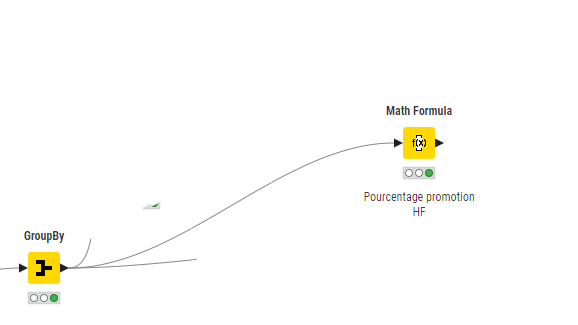 Math Formula
f(x)
Pourcentage promotion
HF
GroupBy